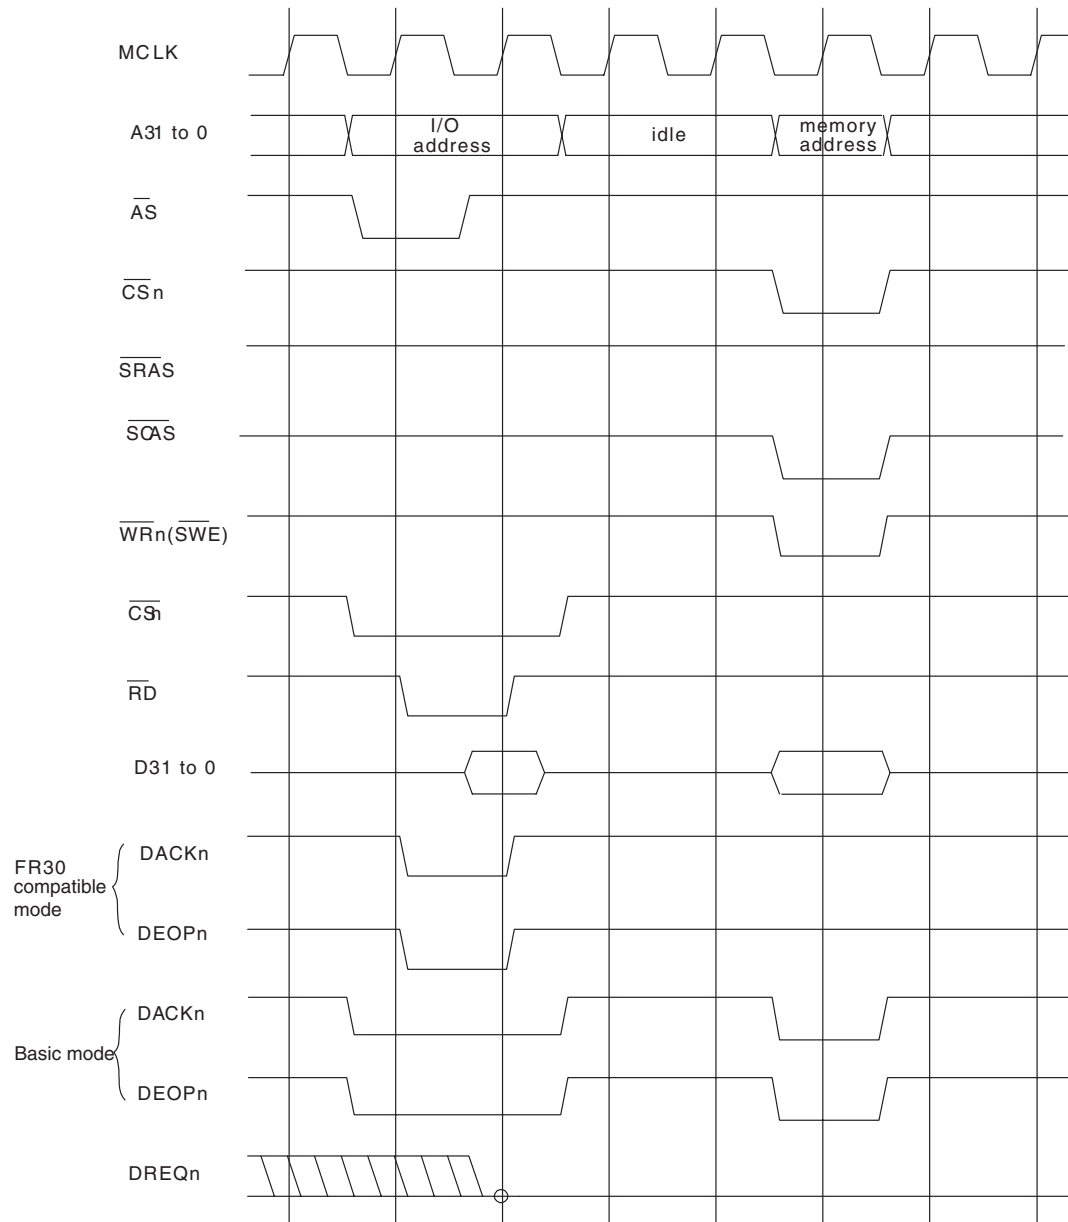 MCLK
A31 to 0
I/O
address
idle
memory
address
AS
CSn
SRAS
SCAS
WRn(SWE)
CSn
RD
D31 to 0
FR30
compatible
mode
DACKn
DEOPn
Basic mode
DACKn
DEOPn
DREQn